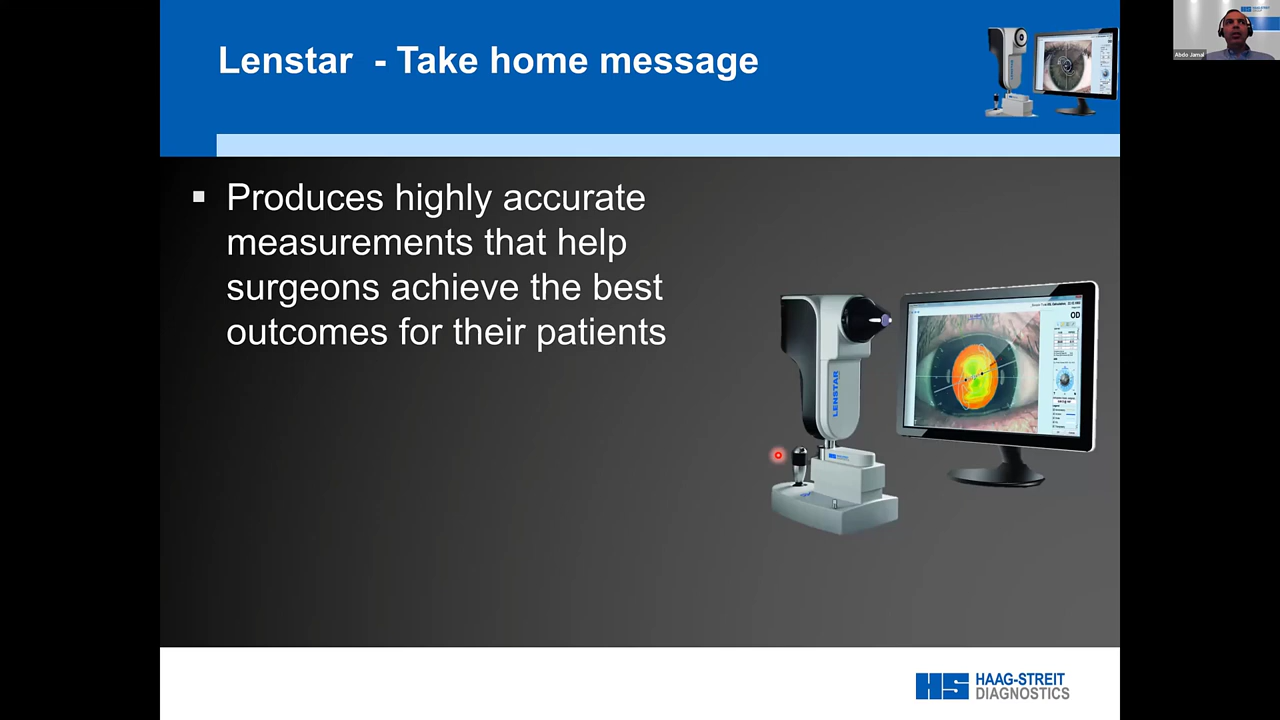 Lenstar - Take home message
Abdo Jamal
▪ Produces highly accurate
measurements that help
surgeons achieve the best
outcomes for their patients
OD
LENSTAR
HS HAAG-STREIT
DIAGNOSTICS